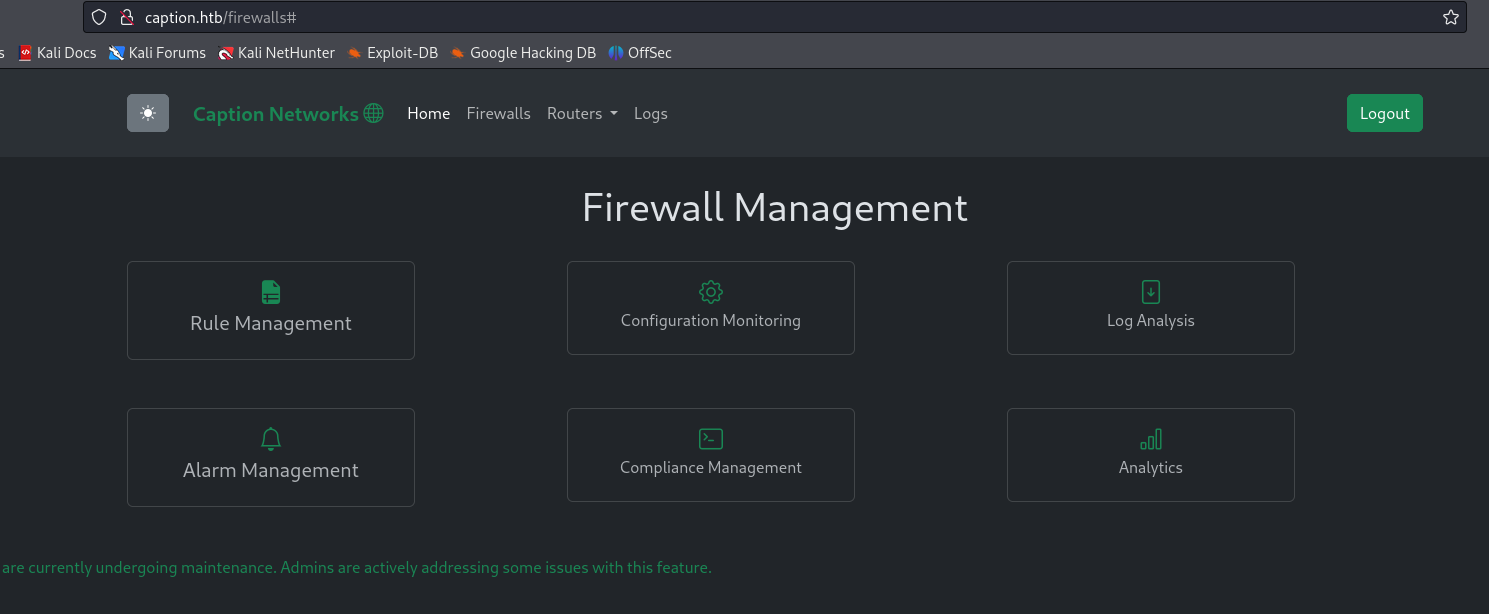 caption.htb/firewalls#
s Kali Docs Kali Forums Kali NetHunter Exploit-DB Google Hacking DB OffSec
Caption Networks Home Firewalls Routers Logs Logout
Firewall Management
Rule Management Configuration Monitoring Log Analysis
Alarm Management Compliance Management Analytics
are currently undergoing maintenance. Admins are actively addressing some issues with this feature.